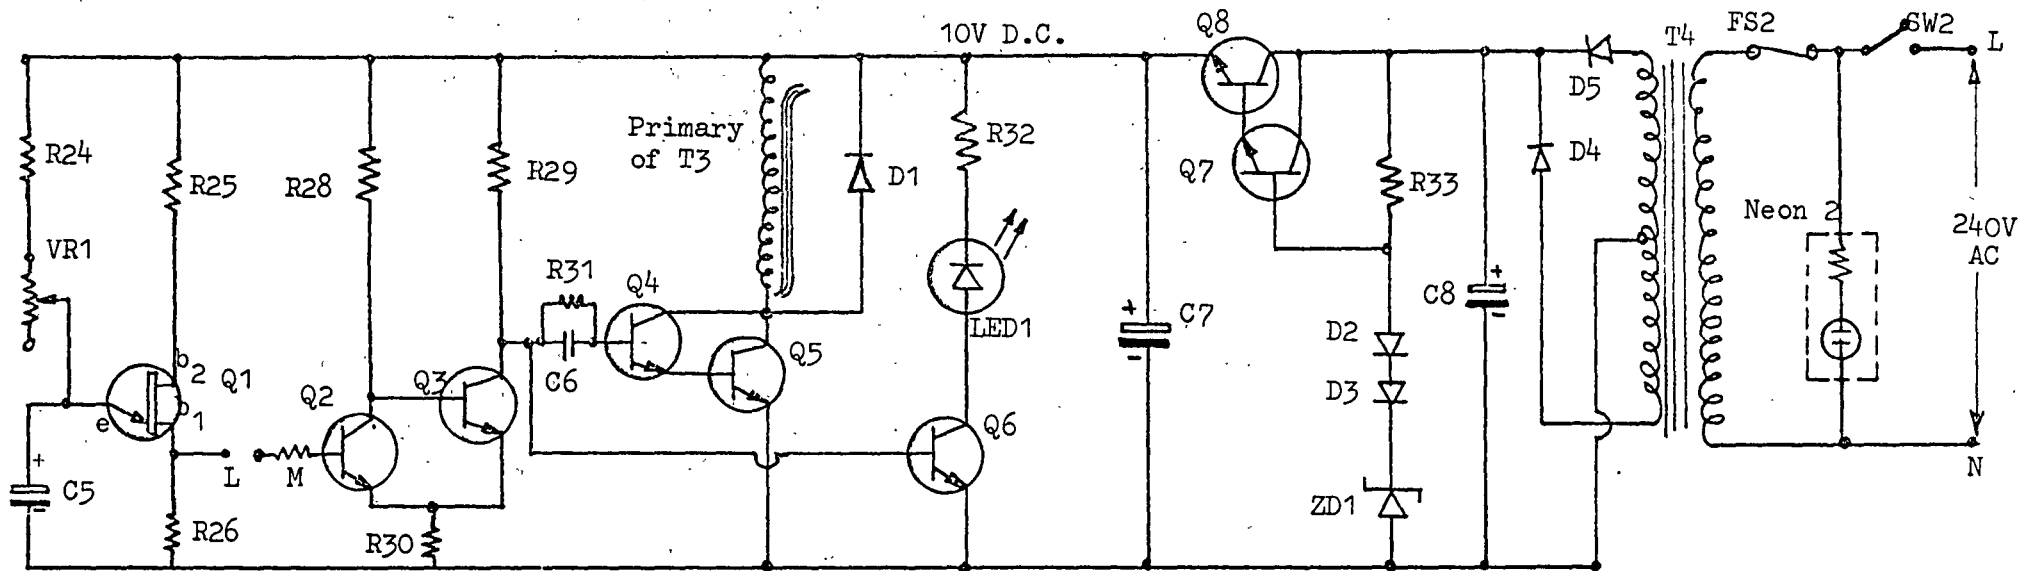 10V D.C.
Q8
FS2
SW2
L
T4
D5
Primary
of T3
R32
R24
R25
R28
R29
D1
Q7
R33
D4
VR1
Neon 2
240V
AC
R31
Q4
C8
+
-
LED1
C7
+
-
Q5
D2
b
2
Q1
Q3
C6
D3
Q2
b
1
e
Q6
+
C5
-
L
M
N
ZD1
R26
R30